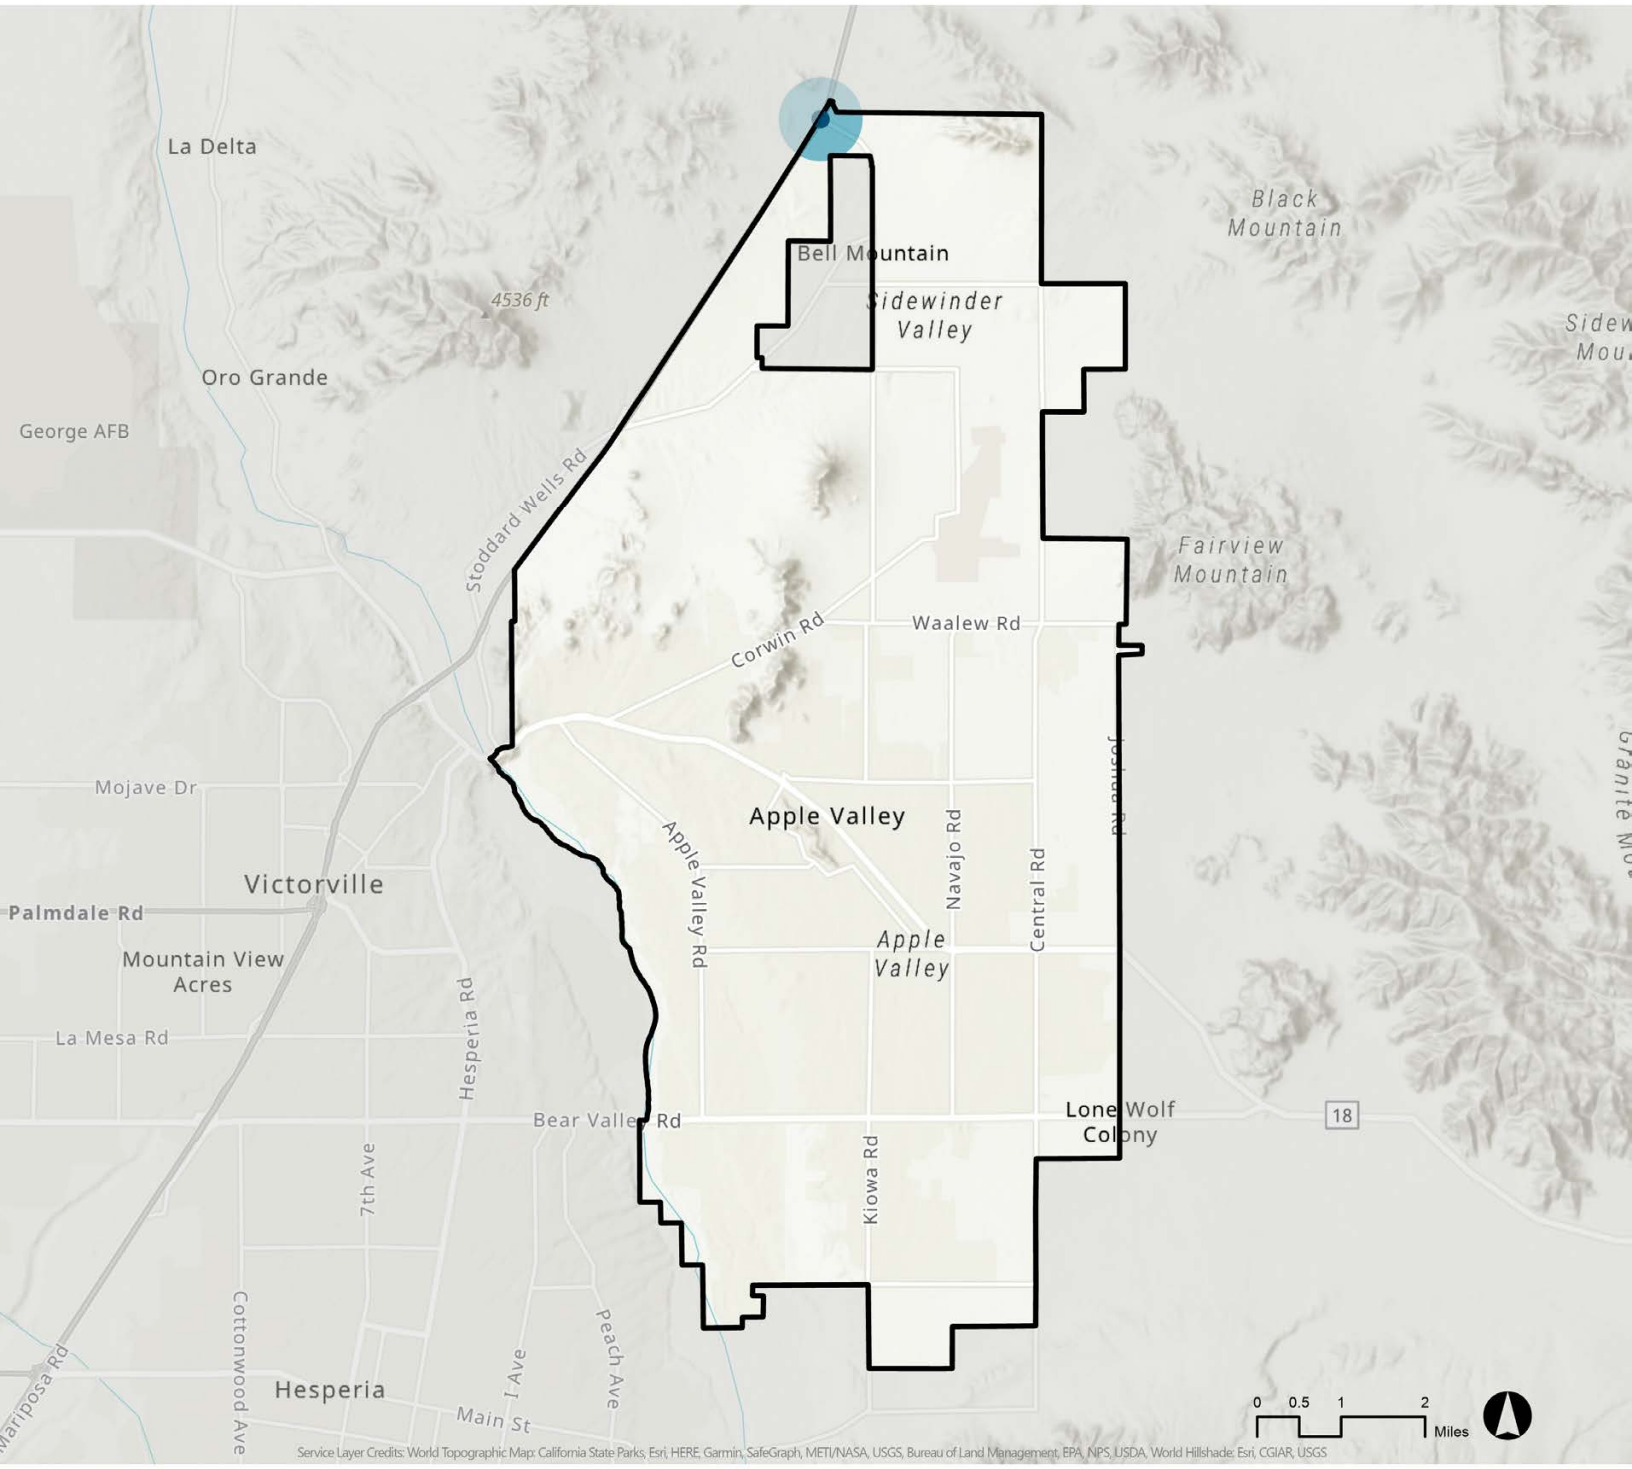 La Delta
Black
Mountain
Bell Mountain
4536 ft
Sidewinder
Valley
Oro Grande
George AFB
Stoddard Wells Rd
Fairview
Mountain
Waalew Rd
Corwin Rd
Joshua Rd
Mojave Dr
Apple Valley
Apple Valley Rd
Navajo Rd
Central Rd
Victorville
Palmdale Rd
Mountain View
Acres
Apple
Valley
La Mesa Rd
Hesperia Rd
Bear Valley Rd
Lone Wolf
Colony
18
7th Ave
Kiowa Rd
Cottonwood Ave
Peach Ave
I Ave
Mariposa Rd
Hesperia
Main St
0 0.5 1 2
Miles
Service Layer Credits: World Topographic Map: California State Parks, Esri, HERE, Garmin, SafeGraph, METI/NASA, USGS, Bureau of Land Management, EPA, NPS, USDA, World Hillshade: Esri, CGIAR, USGS